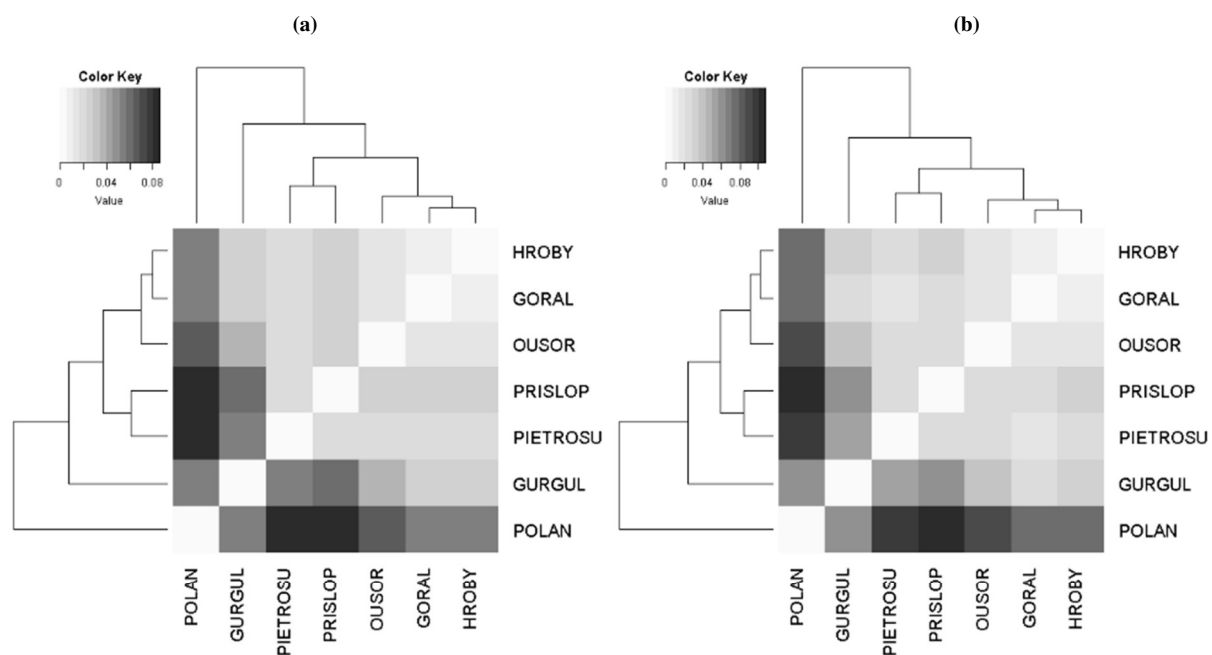 (a)
Color Key
0 0.04 0.08
Value
HROBY
GORAL
OUSOR
PRISLOP
PIETROSU
GURGUL
POLAN
POLAN
GURGUL
PIETROSU
PRISLOP
OUSOR
GORAL
HROBY
(b)
Color Key
0 0.04 0.08
Value
HROBY
GORAL
OUSOR
PRISLOP
PIETROSU
GURGUL
POLAN
POLAN
GURGUL
PIETROSU
PRISLOP
OUSOR
GORAL
HROBY